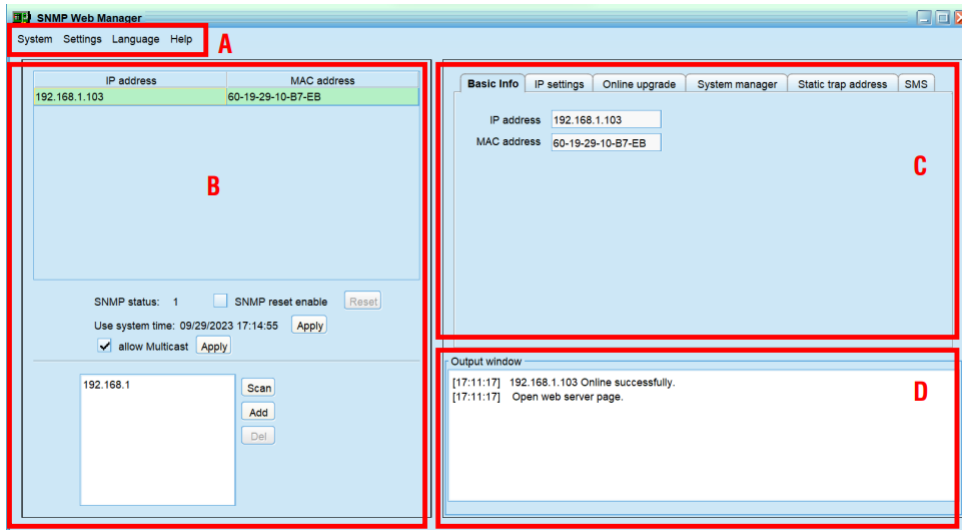 SNMP Web Manager
System Settings Language Help
A
IP address MAC address
192.168.1.103 60-19-29-10-B7-EB
B
SNMP status: 1 SNMP reset enable Reset
Use system time: 09/29/2023 17:14:55 Apply
allow Multicast Apply
192.168.1
Scan
Add
Del
Basic Info IP settings Online upgrade System manager Static trap address SMS
IP address 192.168.1.103
MAC address 60-19-29-10-B7-EB
C
Output window
[17:11:17] 192.168.1.103 Online successfully.
[17:11:17] Open web server page.
D